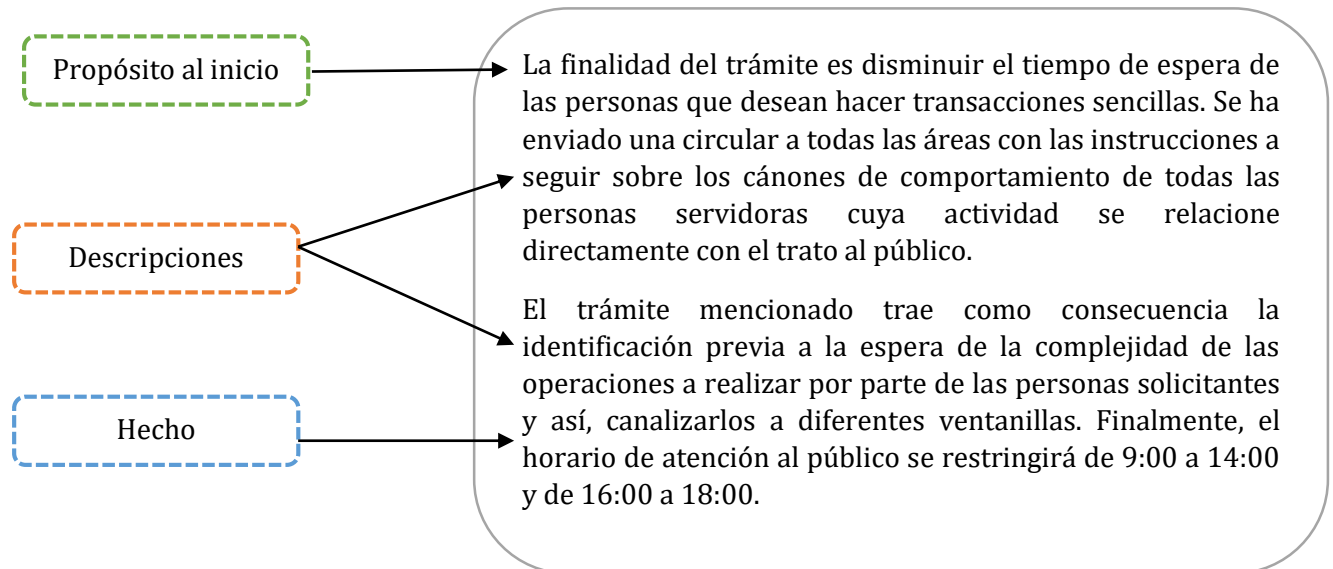 Propósito al inicio
Descripciones
Hecho
La finalidad del trámite es disminuir el tiempo de espera de
las personas que desean hacer transacciones sencillas. Se ha
enviado una circular a todas las áreas con las instrucciones a
seguir sobre los cánones de comportamiento de todas las
personas servidoras cuya actividad se relacione
directamente con el trato al público.
El trámite mencionado trae como consecuencia la
identificación previa a la espera de la complejidad de las
operaciones a realizar por parte de las personas solicitantes
y así, canalizarlos a diferentes ventanillas. Finalmente, el
horario de atención al público se restringirá de 9:00 a 14:00
y de 16:00 a 18:00.